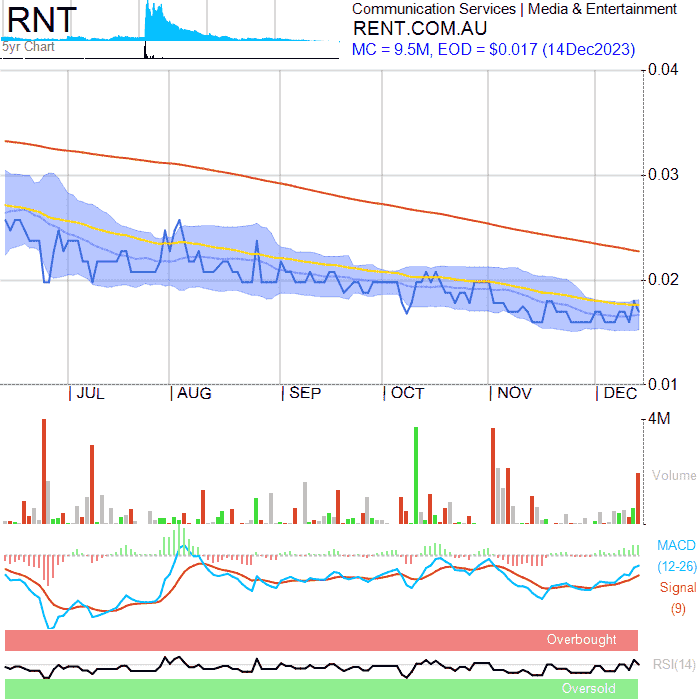 RNT
5yr Chart
Communication Services | Media & Entertainment
RENT.COM.AU
MC = 9.5M, EOD = $0.017 (14Dec2023)
0.04
0.03
0.02
0.01
JUL AUG SEP OCT NOV DEC
4M
Volume
MACD
(12-26)
Signal
(9)
Overbought
RSI(14)
Oversold